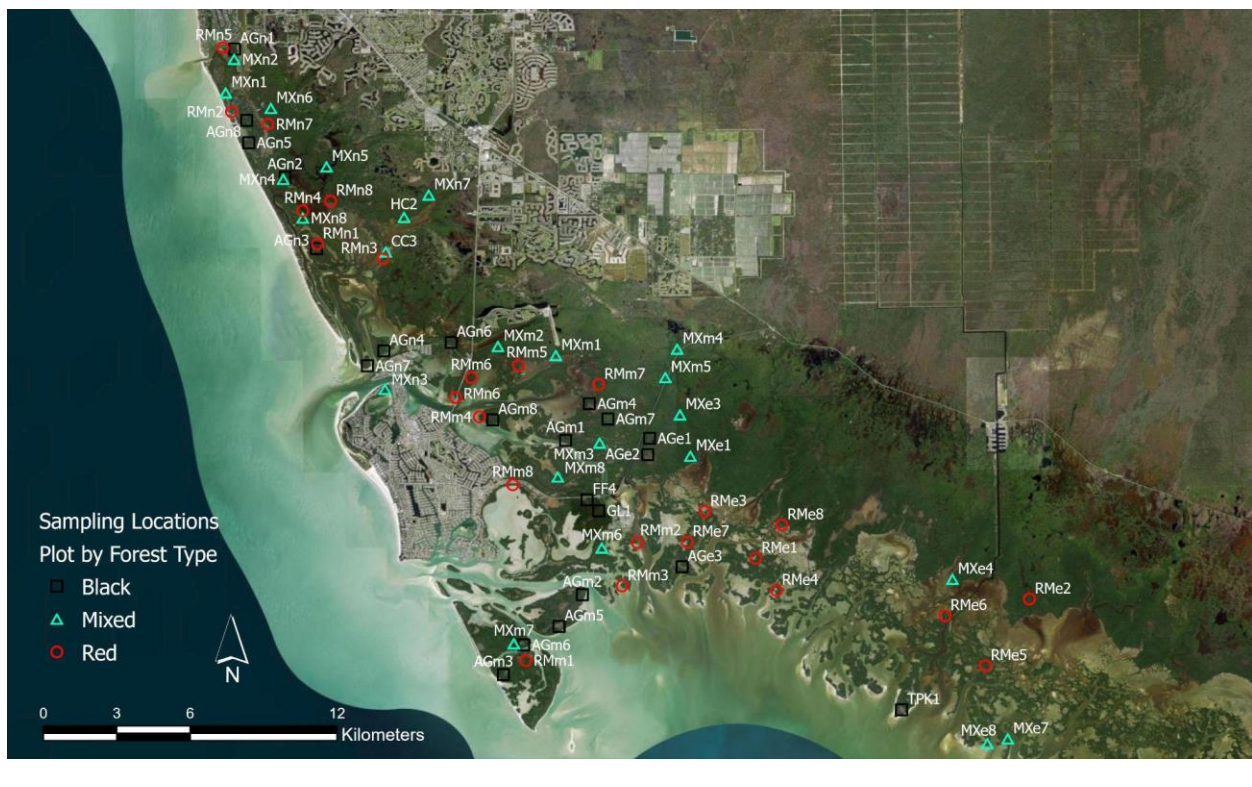 RMn5
AGn1
MXn2
MXn1
MXn6
RMn2
RMn7
AGn8
AGn5
MXn5
AGn2
MXn4
RMn8
MXn7
RMn4
HC2
MXn8
RMn1
AGn3
RMn3
CC3
AGn4
AGn6
MXm2
MXm1
MXm4
RMm5
AGn7
RMm6
RMm7
MXm5
MXn3
RMn6
AGm4
MXe3
RMm4
AGm8
AGm7
AGm1
AGe1
MXm3
AGe2
MXe1
RMm8
MXm8
FF4
GL1
RMe3
RMe8
MXm6
RMm2
RMe7
RMe1
AGe3
AGm2
RMm3
RMe4
MXe4
RMe2
RMe6
AGm5
MXm7
AGm6
AGm3
RMm1
RMe5
TPK1
MXe8
MXe7
Sampling Locations
Plot by Forest Type
Black
Mixed
Red
N
0 3 6 12
Kilometers